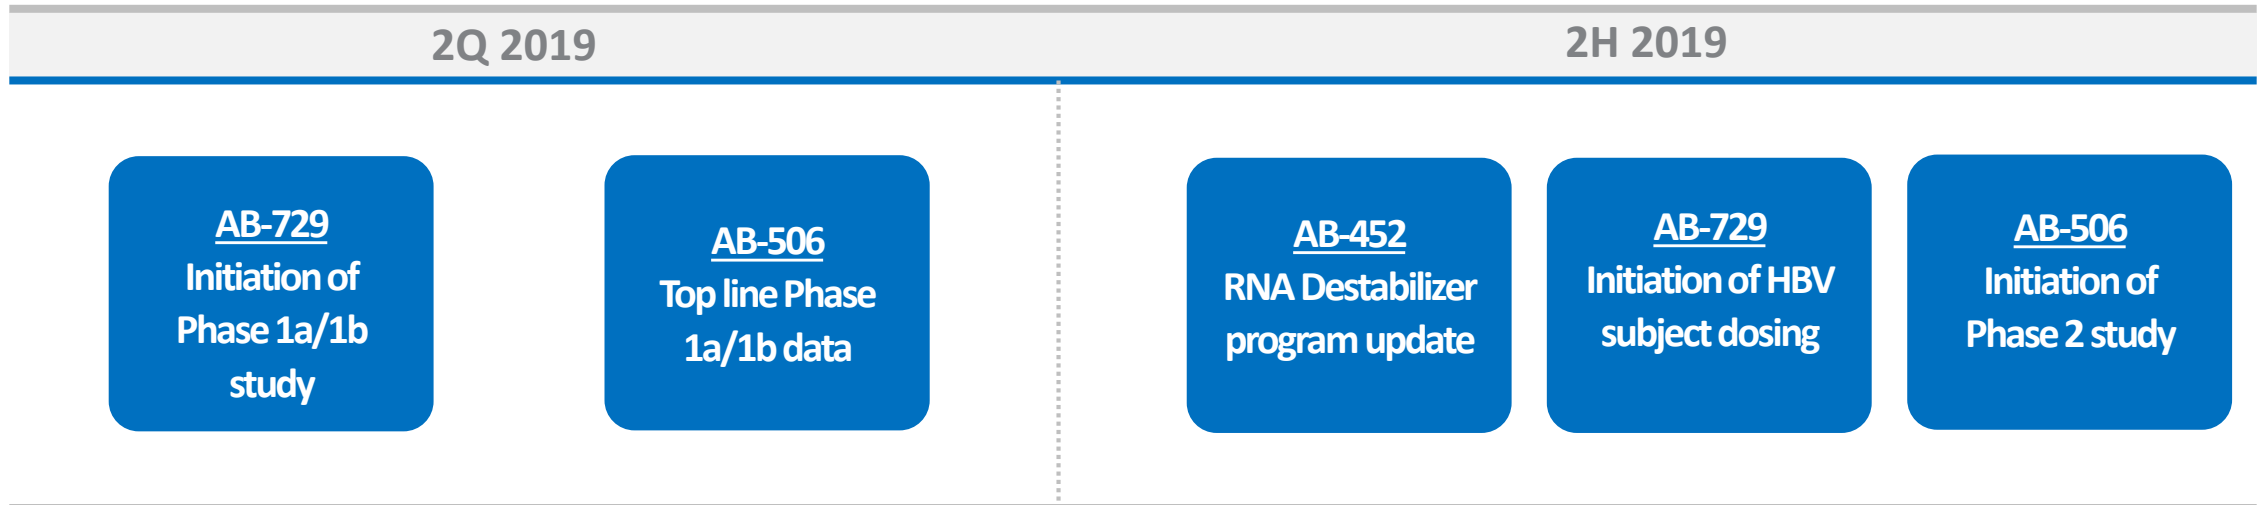 2Q 2019
2H 2019
AB-729
Initiation of
Phase 1a/1b
study
AB-506
Top line Phase
1a/1b data
AB-452
RNA Destabilizer
program update
AB-729
Initiation of HBV
subject dosing
AB-506
Initiation of
Phase 2 study